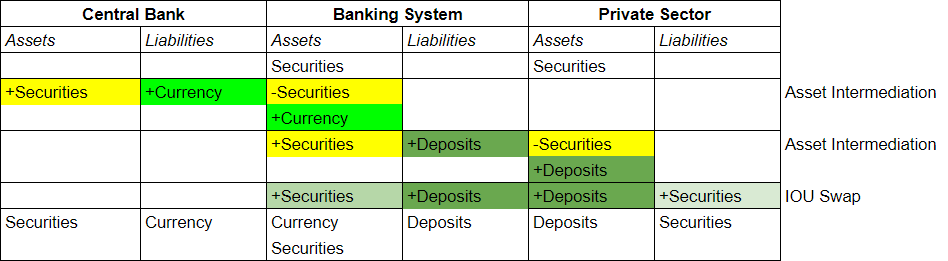 Central Bank Banking System Private Sector
Assets Liabilities Assets Liabilities Assets Liabilities
Securities Securities
+Securities +Currency -Securities Asset Intermediation
+Currency
+Securities +Deposits -Securities Asset Intermediation
+Deposits
+Securities +Deposits +Deposits +Securities IOU Swap
Securities Currency Currency Deposits Deposits Securities
Securities